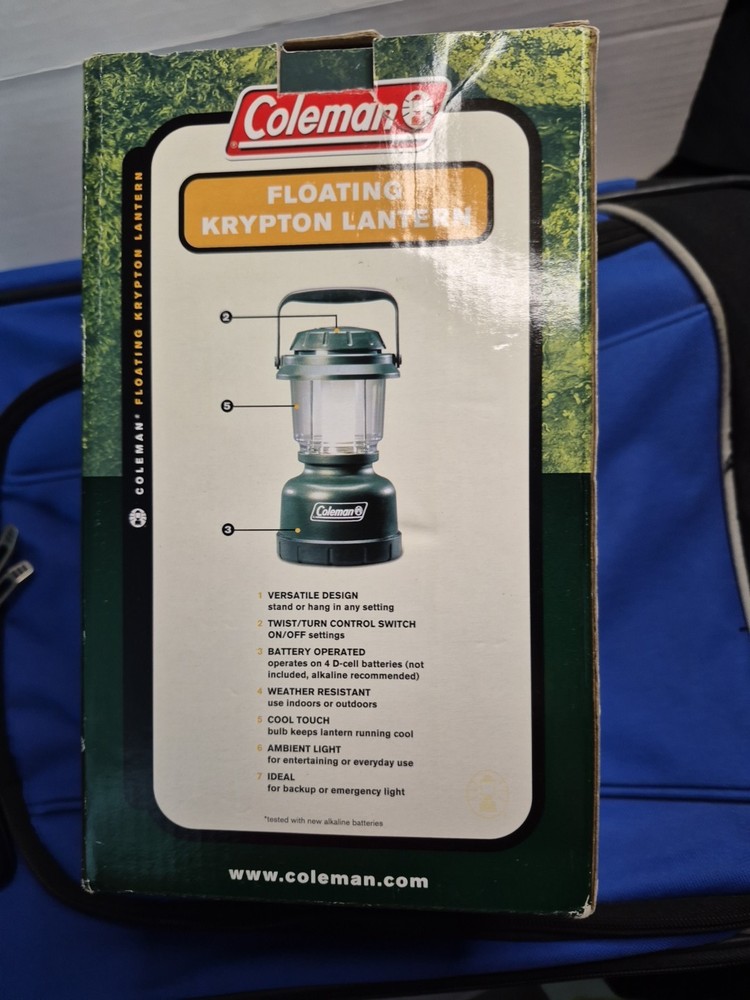 Coleman
FLOATING
KRYPTON LANTERN
COLEMAN® FLOATING KRYPTON LANTERN
2
5
Coleman
3
1 VERSATILE DESIGN
stand or hang in any setting
2 TWIST/TURN CONTROL SWITCH
ON/OFF settings
3 BATTERY OPERATED
operates on 4 D-cell batteries (not
included, alkaline recommended)
4 WEATHER RESISTANT
use indoors or outdoors
5 COOL TOUCH
bulb keeps lantern running cool
6 AMBIENT LIGHT
for entertaining or everyday use
7 IDEAL
for backup or emergency light
*tested with new alkaline batteries
www.coleman.com